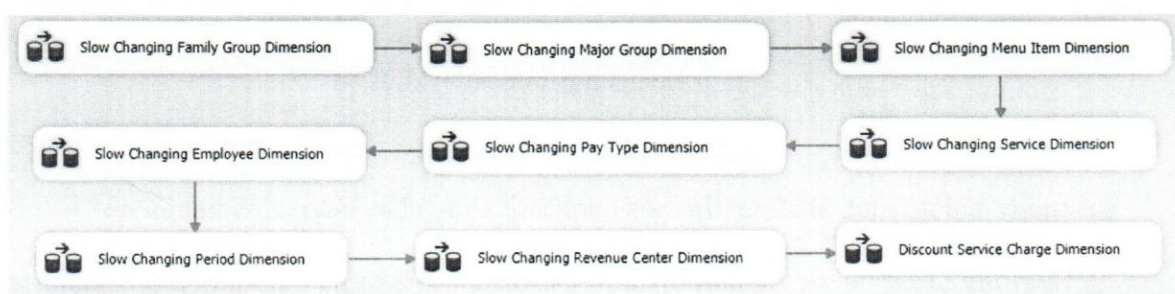 Slow Changing Family Group Dimension
Slow Changing Major Group Dimension
Slow Changing Menu Item Dimension
Slow Changing Service Dimension
Slow Changing Pay Type Dimension
Slow Changing Employee Dimension
Slow Changing Period Dimension
Slow Changing Revenue Center Dimension
Discount Service Charge Dimension